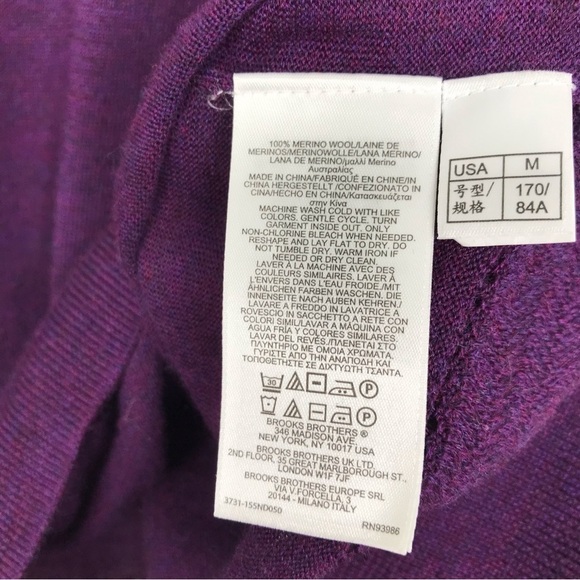 100% MERINO WOOL/LAINE DE
MERINOS/MERINOWOLLE/LANA MERINO/
LANA DE MERINO/μαλλί Merino
Αυστραλίας
MADE IN CHINA/FABRIQUÉ EN CHINE/IN
CHINA HERGESTELLT /CONFEZIONATO IN
CINA/HECHO EN CHINA/Κατασκευάζεται
στην Κίνα
MACHINE WASH COLD WITH LIKE
COLORS. GENTLE CYCLE. TURN
GARMENT INSIDE OUT. ONLY
NON-CHLORINE BLEACH WHEN NEEDED.
RESHAPE AND LAY FLAT TO DRY. DO
NOT TUMBLE DRY. WARM IRON IF
NEEDED OR DRY CLEAN.
LAVER À LA MACHINE AVEC DES
COULEURS SIMILAIRES. LAVER À
L'ENVERS DANS L'EAU FROIDE./MIT
ÄHNLICHEN FARBEN WASCHEN. DIE
INNENSEITE NACH AUßEN KEHREN./
LAVARE A FREDDO IN LAVATRICE A
ROVESCIO IN SACCHETTO A RETE CON
COLORI SIMILI/LAVAR A MÁQUINA CON
AGUA FRÍA Y COLORES SIMILARES.
LAVAR DEL REVÉS./ΠΛΕΝΕΤΑΙ ΣΤΟ
ΠΛΥΝΤΗΡΙΟ ΜΕ ΟΜΟΙΑ ΧΡΩΜΑΤΑ.
ΓΥΡΙΣΤΕ ΑΠΟ ΤΗΝ ΑΝΑΠΟΔΗ ΚΑΙ
ΤΟΠΟΘΕΤΗΣΤΕ ΣΕ ΔΙΧΤΥΩΤΗ ΤΣΑΝΤΑ.
30 P
P
BROOKS BROTHERS ®
346 MADISON AVE.
NEW YORK, NY 10017 USA
BROOKS BROTHERS UK LTD.
2ND FLOOR, 35 GREAT MARLBOROUGH ST.,
LONDON W1F 7JF
BROOKS BROTHERS EUROPE SRL
VIA V.FORCELLA, 3
20144 - MILANO ITALY
3731-155ND050 RN93986
USA M
号型/ 170/
规格 84A